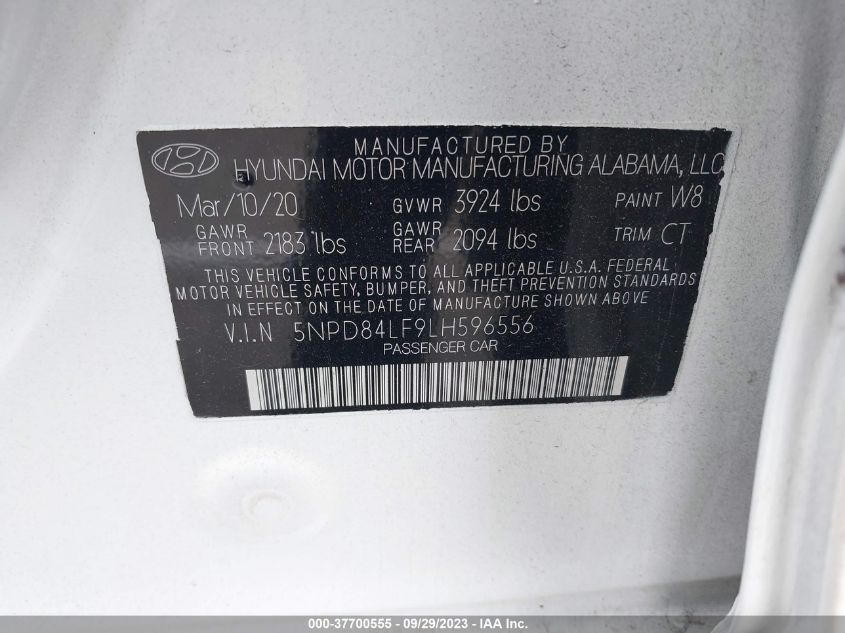 MANUFACTURED BY
HYUNDAI MOTOR MANUFACTURING ALABAMA, LLC
Mar/10/20 GVWR 3924 lbs PAINT W8
GAWR FRONT 2183 lbs GAWR REAR 2094 lbs TRIM CT
THIS VEHICLE CONFORMS TO ALL APPLICABLE U.S.A. FEDERAL
MOTOR VEHICLE SAFETY, BUMPER, AND THEFT PREVENTION STANDARDS
IN EFFECT ON THE DATE OF MANUFACTURE SHOWN ABOVE
V.I.N 5NPD84LF9LH596556
PASSENGER CAR
000-37700555 - 09/29/2023 - IAA Inc.